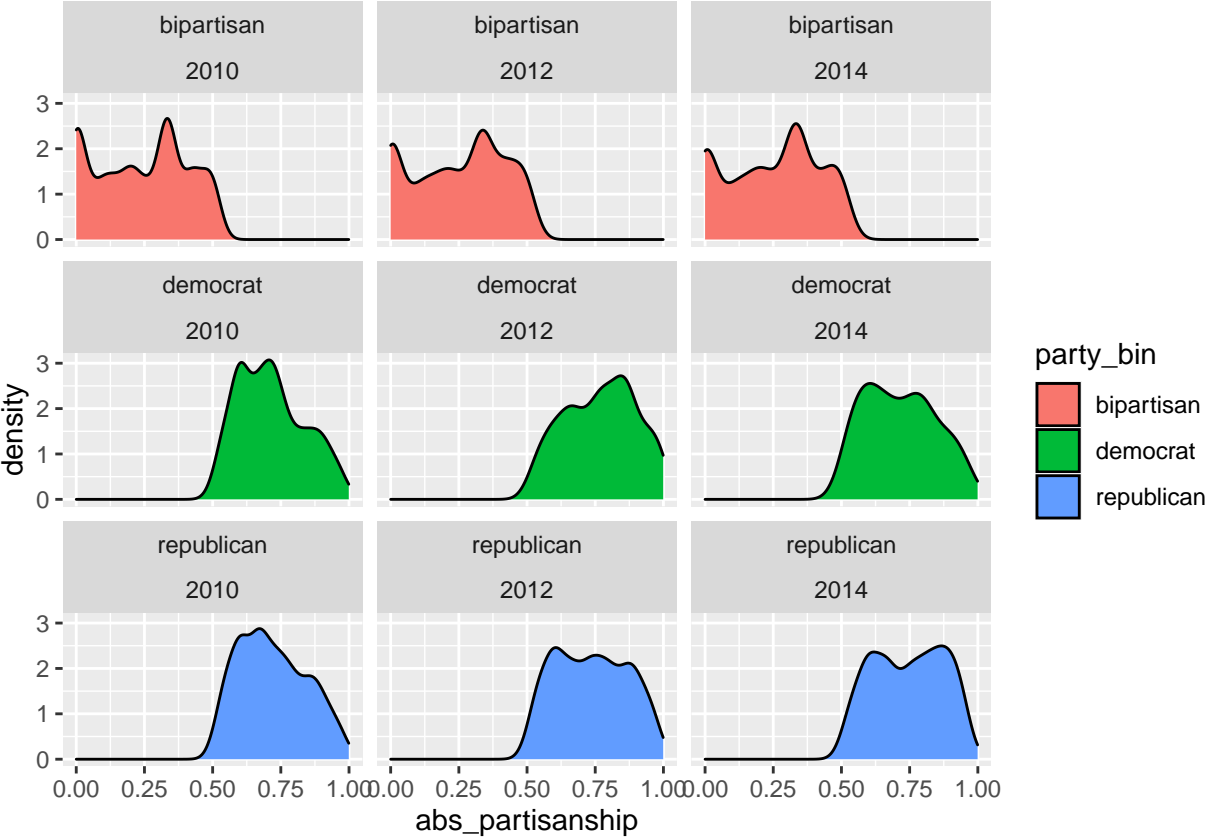 bipartisan bipartisan bipartisan
2010 2012 2014
3
2
1
0
democrat democrat democrat
2010 2012 2014
3
2
1
0
republican republican republican
2010 2012 2014
3
2
1
0
0.00 0.25 0.50 0.75 1.00 0.00 0.25 0.50 0.75 1.00 0.00 0.25 0.50 0.75 1.00
abs_partisanship
density
party_bin
bipartisan
democrat
republican